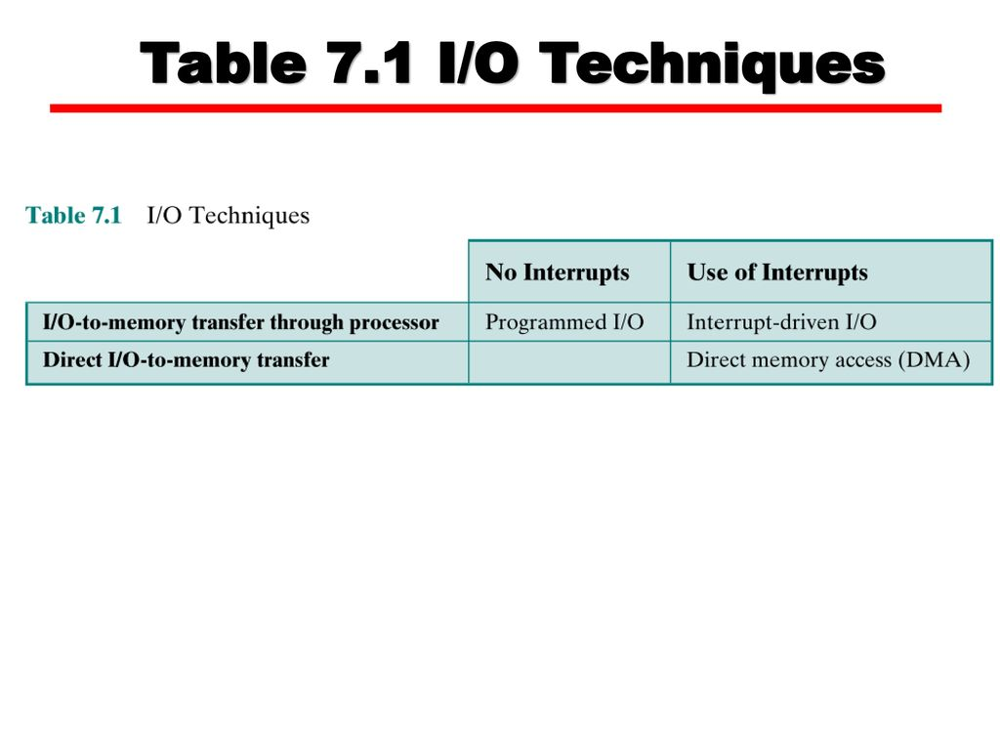 Table 7.1 I/O Techniques
Table 7.1 I/O Techniques
No Interrupts Use of Interrupts
I/O-to-memory transfer through processor Programmed I/O Interrupt-driven I/O
Direct I/O-to-memory transfer Direct memory access (DMA)